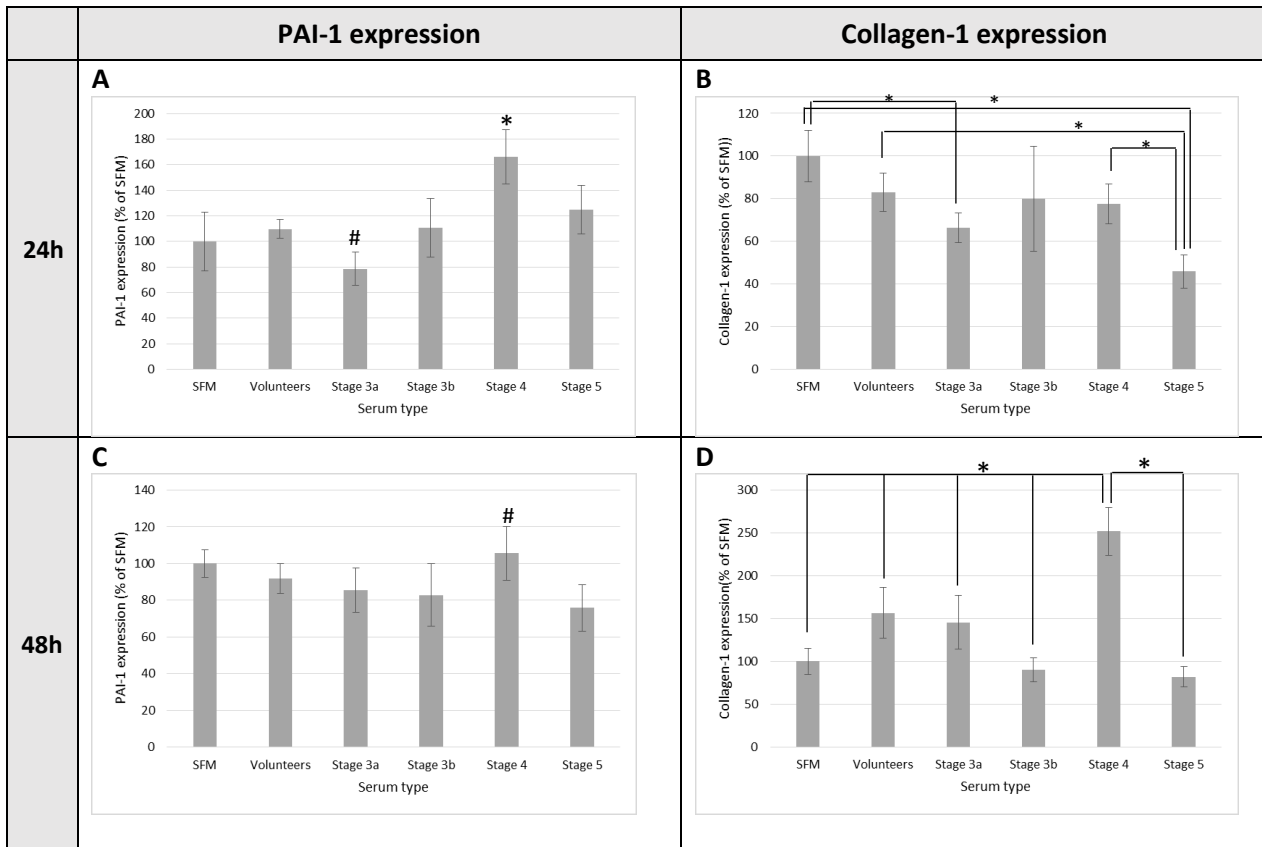 PAI-1 expression
Collagen-1 expression
24h
A
PAI-1 expression (% of SFM)
200
180
160
140
120
100
80
60
40
20
0
#
*
SFM Volunteers Stage 3a Stage 3b Stage 4 Stage 5
Serum type
B
Collagen-1 expression (% of SFM))
120
100
80
60
40
20
0
*
*
*
*
SFM Volunteers Stage 3a Stage 3b Stage 4 Stage 5
Serum type
48h
C
PAI-1 expression (% of SFM)
140
120
100
80
60
40
20
0
#
SFM Volunteers Stage 3a Stage 3b Stage 4 Stage 5
Serum type
D
Collagen-1 expression(% of SFM)
300
250
200
150
100
50
0
*
*
SFM Volunteers Stage 3a Stage 3b Stage 4 Stage 5
Serum type